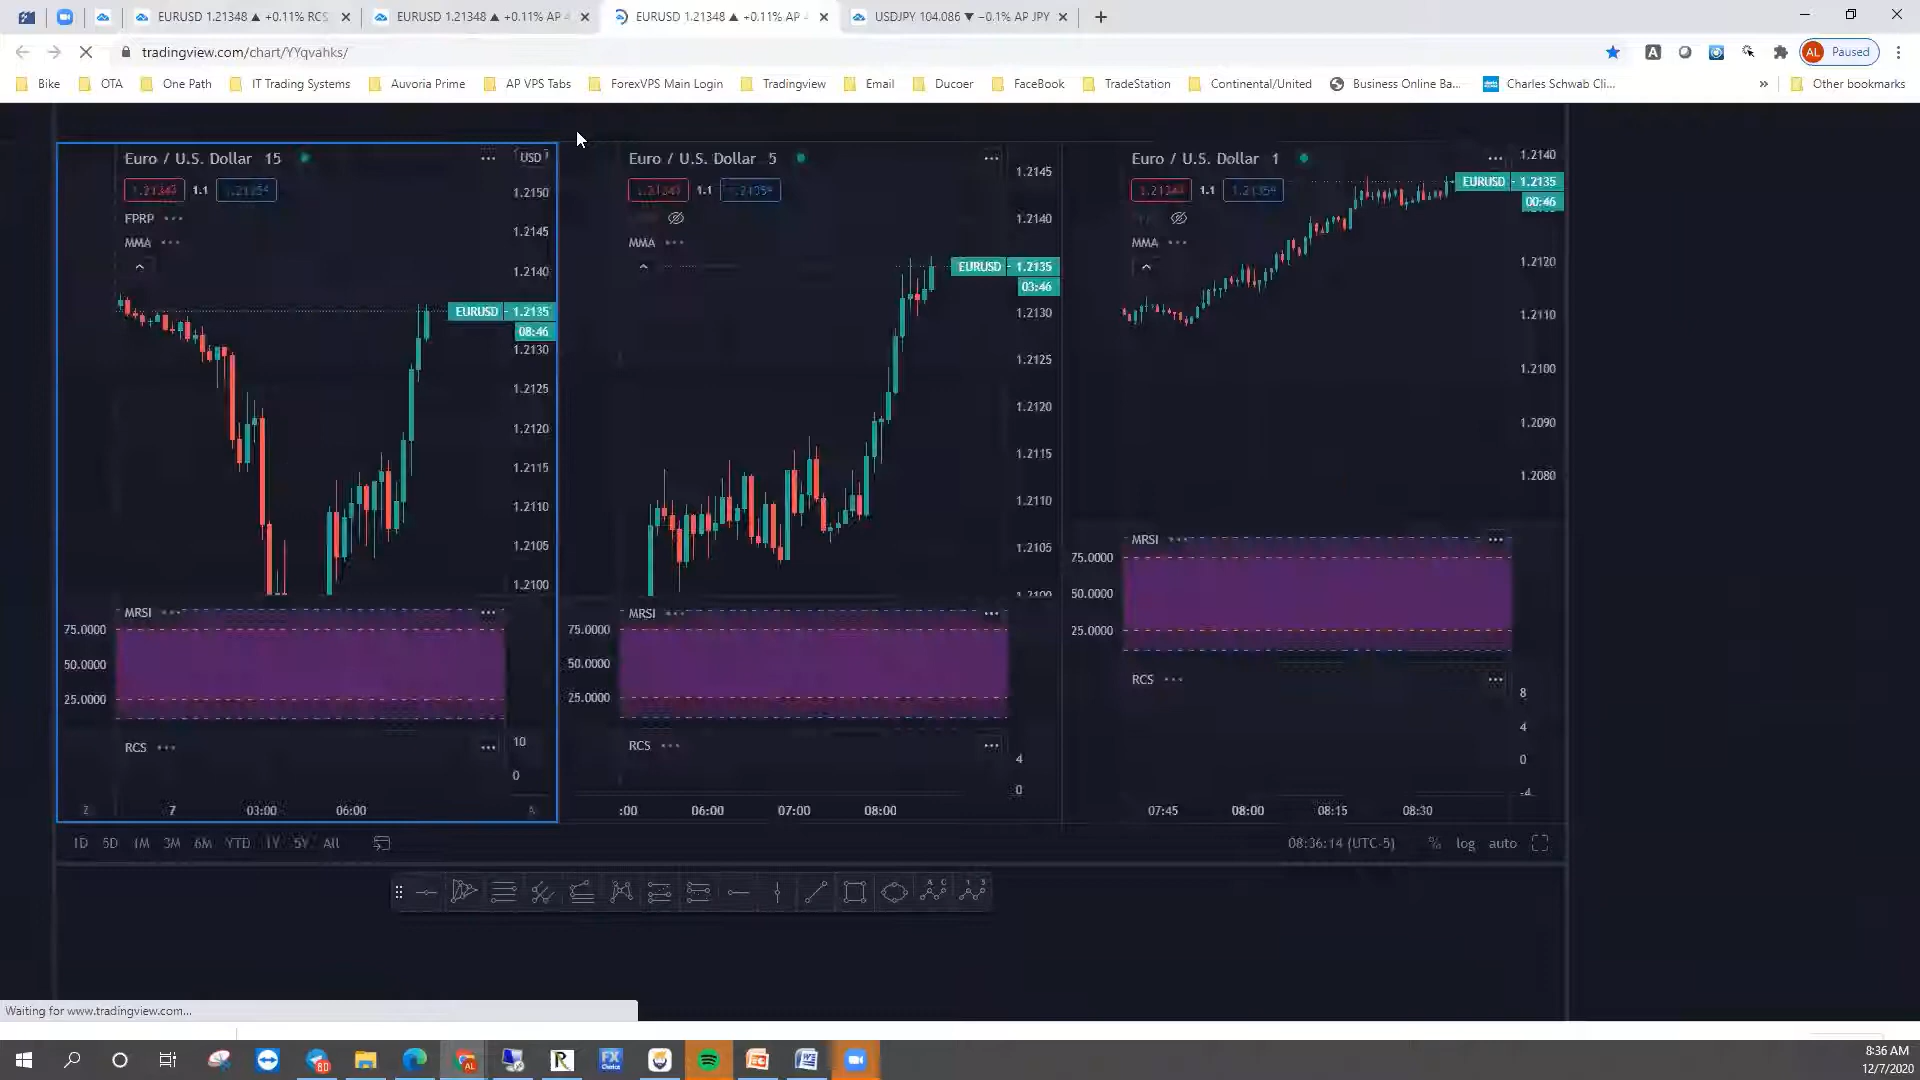 EURUSD 1.21348 ▲ +0.11% RCS
EURUSD 1.21348 ▲ +0.11% AP
EURUSD 1.21348 ▲ +0.11% AP
USDJPY 104.086 ▼ −0.1% AP JPY
tradingview.com/chart/YYqvahks/
A
AL Paused
Bike
OTA
One Path
IT Trading Systems
Auvoria Prime
AP VPS Tabs
ForexVPS Main Login
Tradingview
Email
Ducoer
FaceBook
TradeStation
Continental/United
Business Online Ba...
Charles Schwab Cli...
»
Other bookmarks
Euro / U.S. Dollar 15
USD
1.1
FPRP
MMA
1.2150
1.2145
1.2140
EURUSD 1.2135
08:46
1.2130
1.2125
1.2120
1.2115
1.2110
1.2105
1.2100
MRSI
75.0000
50.0000
25.0000
RCS
10
0
Z
7
03:00
06:00
A
Euro / U.S. Dollar 5
1.1
MMA
1.2145
1.2140
EURUSD 1.2135
03:46
1.2130
1.2125
1.2120
1.2115
1.2110
1.2105
1.2100
MRSI
75.0000
50.0000
25.0000
RCS
4
0
:00
06:00
07:00
08:00
Euro / U.S. Dollar 1
1.1
MMA
1.2140
EURUSD 1.2135
00:46
1.2120
1.2110
1.2100
1.2090
1.2080
MRSI
75.0000
50.0000
25.0000
RCS
8
4
0
-4
07:45
08:00
08:15
08:30
1D 5D 1M 3M 6M YTD 1Y 5Y All
08:36:14 (UTC-5) % log auto
Waiting for www.tradingview.com...
8:36 AM
12/7/2020